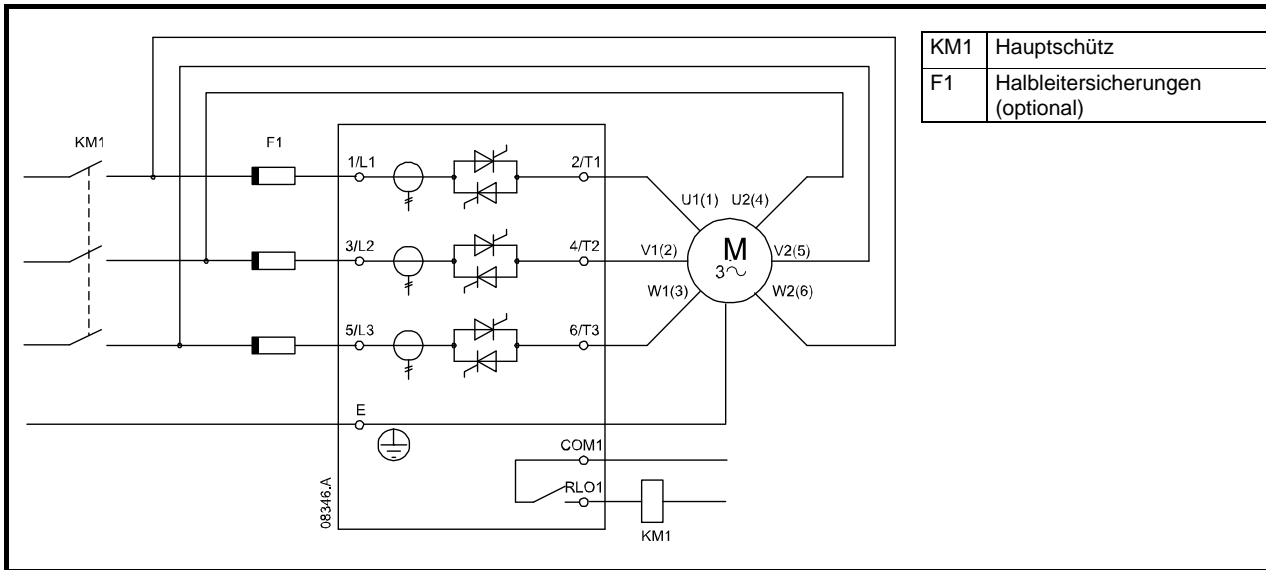 KM1 Hauptschütz
F1 Halbleitersicherungen
(optional)
KM1
F1
1/L1
2/T1
U1(1) U2(4)
3/L2
4/T2
V1(2)
M
3~
V2(5)
W1(3)
W2(6)
5/L3
6/T3
E
COM1
RLO1
KM1
08346.A